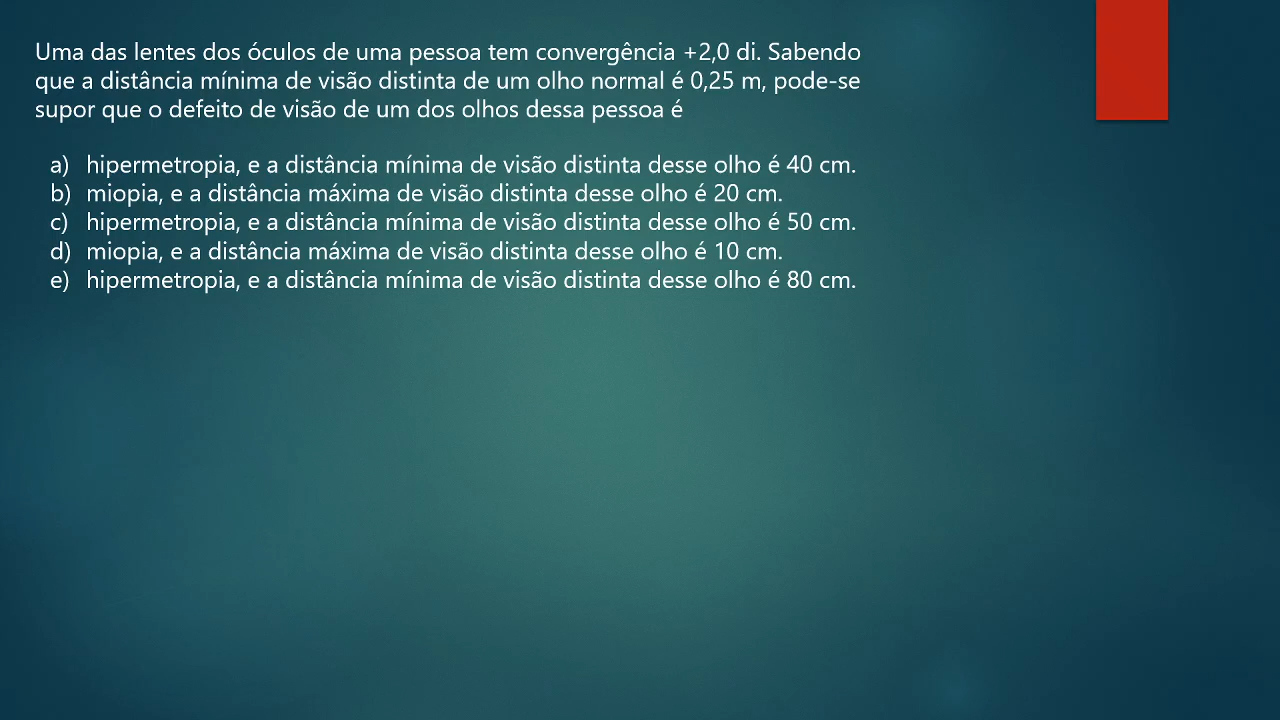 Uma das lentes dos óculos de uma pessoa tem convergência +2,0 di. Sabendo
que a distância mínima de visão distinta de um olho normal é 0,25 m, pode-se
supor que o defeito de visão de um dos olhos dessa pessoa é
a) hipermetropia, e a distância mínima de visão distinta desse olho é 40 cm.
b) miopia, e a distância máxima de visão distinta desse olho é 20 cm.
c) hipermetropia, e a distância mínima de visão distinta desse olho é 50 cm.
d) miopia, e a distância máxima de visão distinta desse olho é 10 cm.
e) hipermetropia, e a distância mínima de visão distinta desse olho é 80 cm.